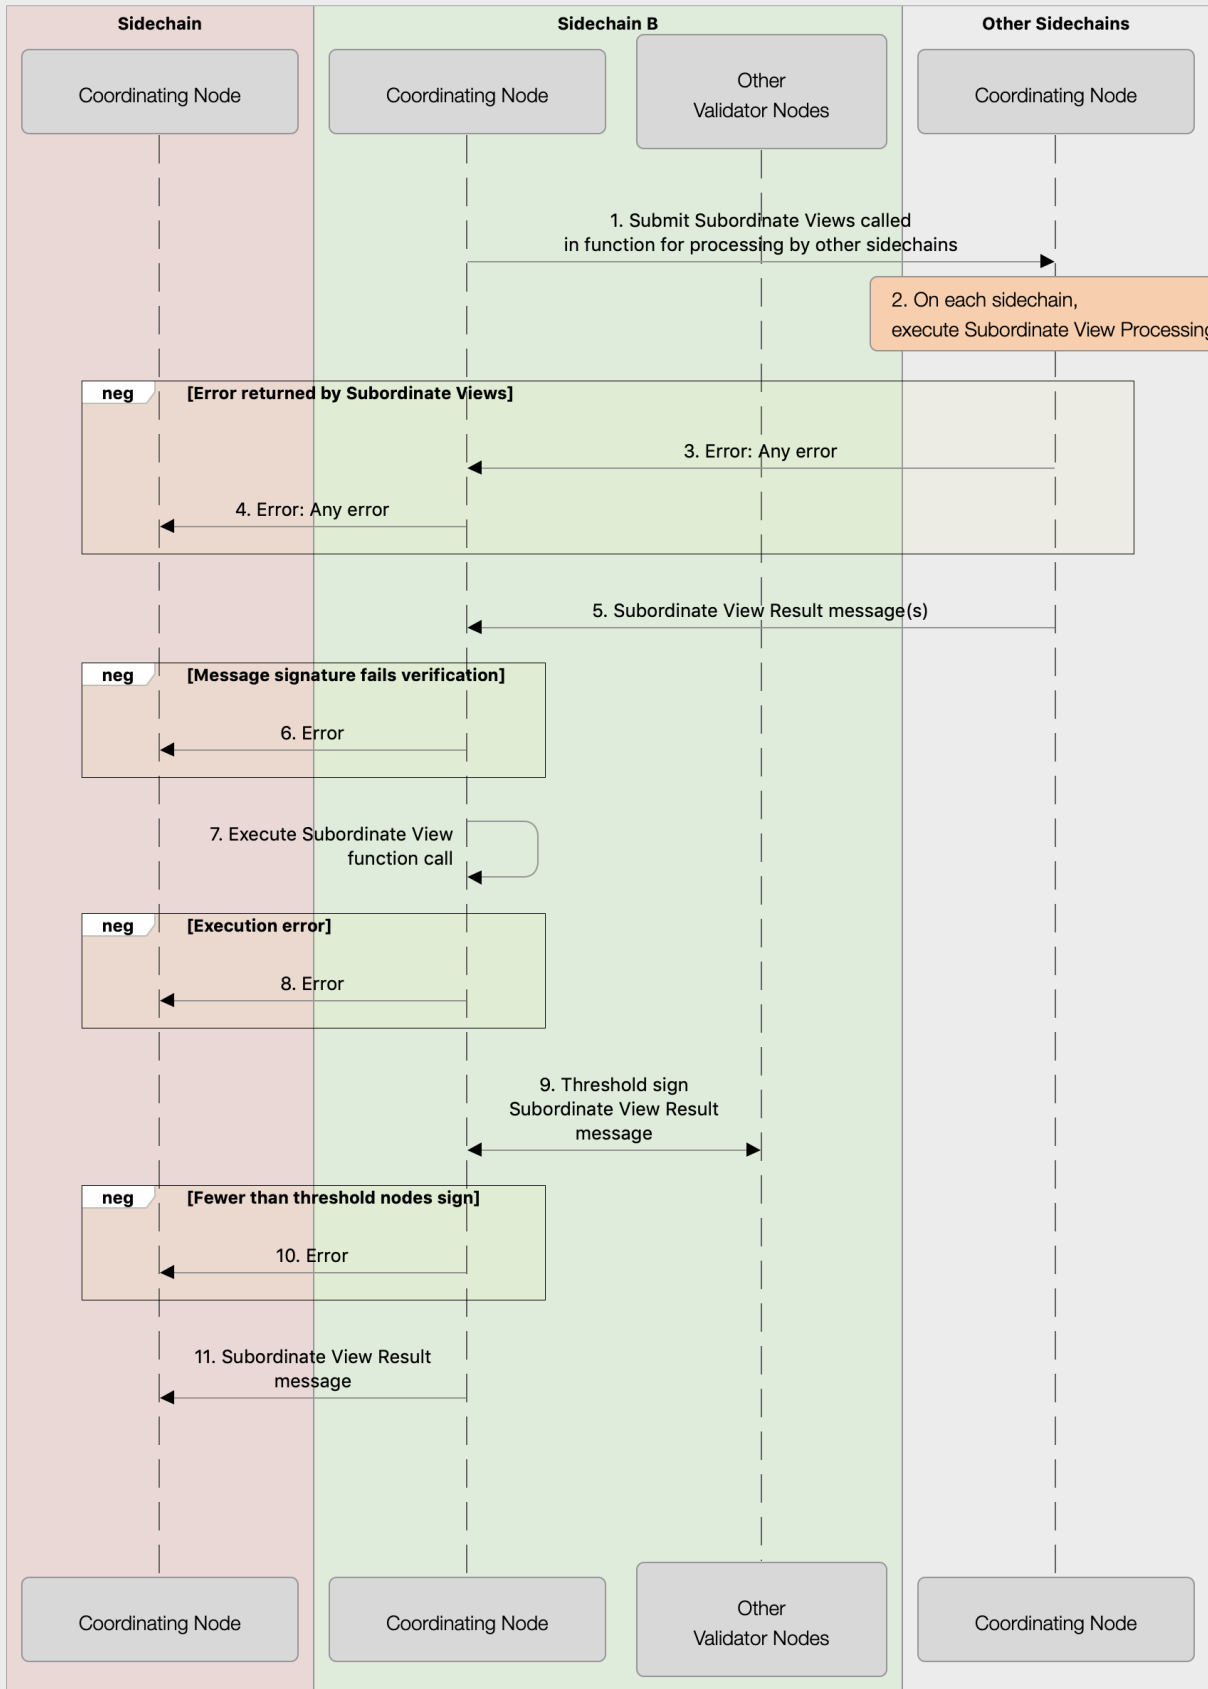 Sidechain
Sidechain B
Other Sidechains
Coordinating Node
Coordinating Node
Other
Validator Nodes
Coordinating Node
1. Submit Subordinate Views called
in function for processing by other sidechains
2. On each sidechain,
execute Subordinate View Processing
neg
[Error returned by Subordinate Views]
3. Error: Any error
4. Error: Any error
5. Subordinate View Result message(s)
neg
[Message signature fails verification]
6. Error
7. Execute Subordinate View
function call
neg
[Execution error]
8. Error
9. Threshold sign
Subordinate View Result
message
neg
[Fewer than threshold nodes sign]
10. Error
11. Subordinate View Result
message
Coordinating Node
Coordinating Node
Other
Validator Nodes
Coordinating Node